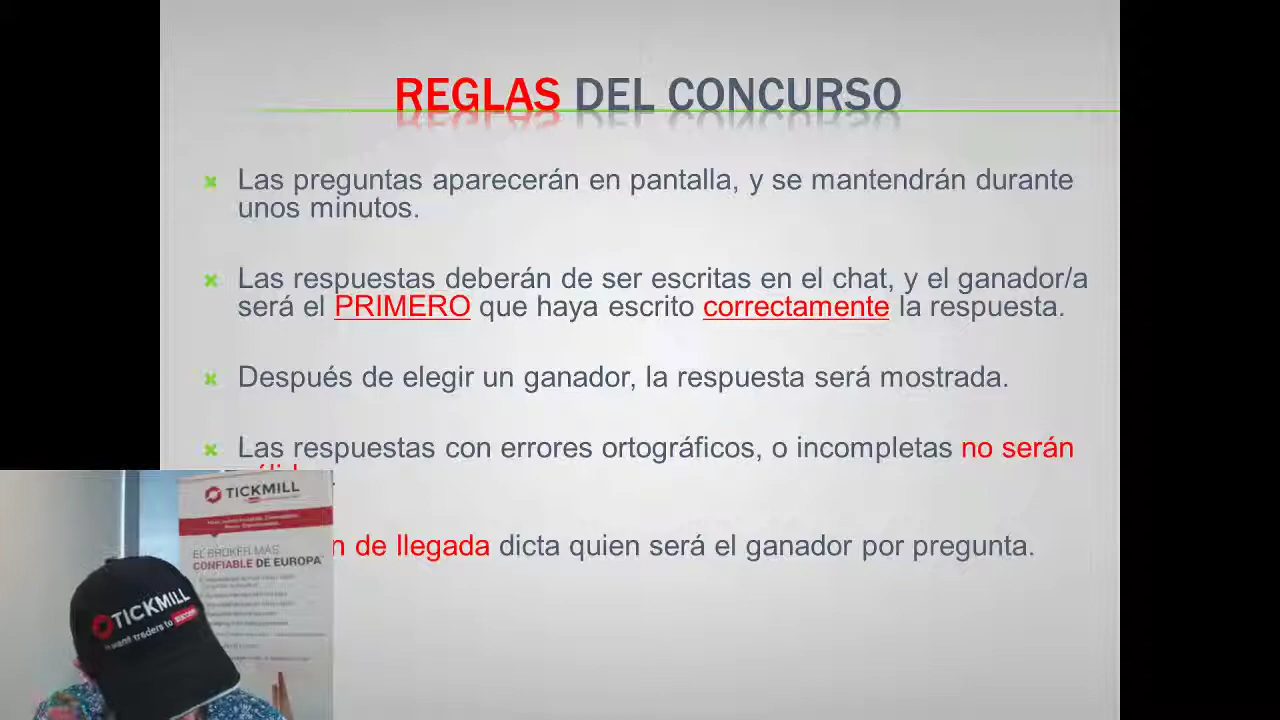 REGLAS DEL CONCURSO
Las preguntas aparecerán en pantalla, y se mantendrán durante
unos minutos.
Las respuestas deberán de ser escritas en el chat, y el ganador/a
será el PRIMERO que haya escrito correctamente la respuesta.
Después de elegir un ganador, la respuesta será mostrada.
Las respuestas con errores ortográficos, o incompletas no serán
n de llegada dicta quien será el ganador por pregunta.
TICKMILL
EL BROKER MÁS
CONFIABLE DE EUROPA
TICKMILL
want traders to